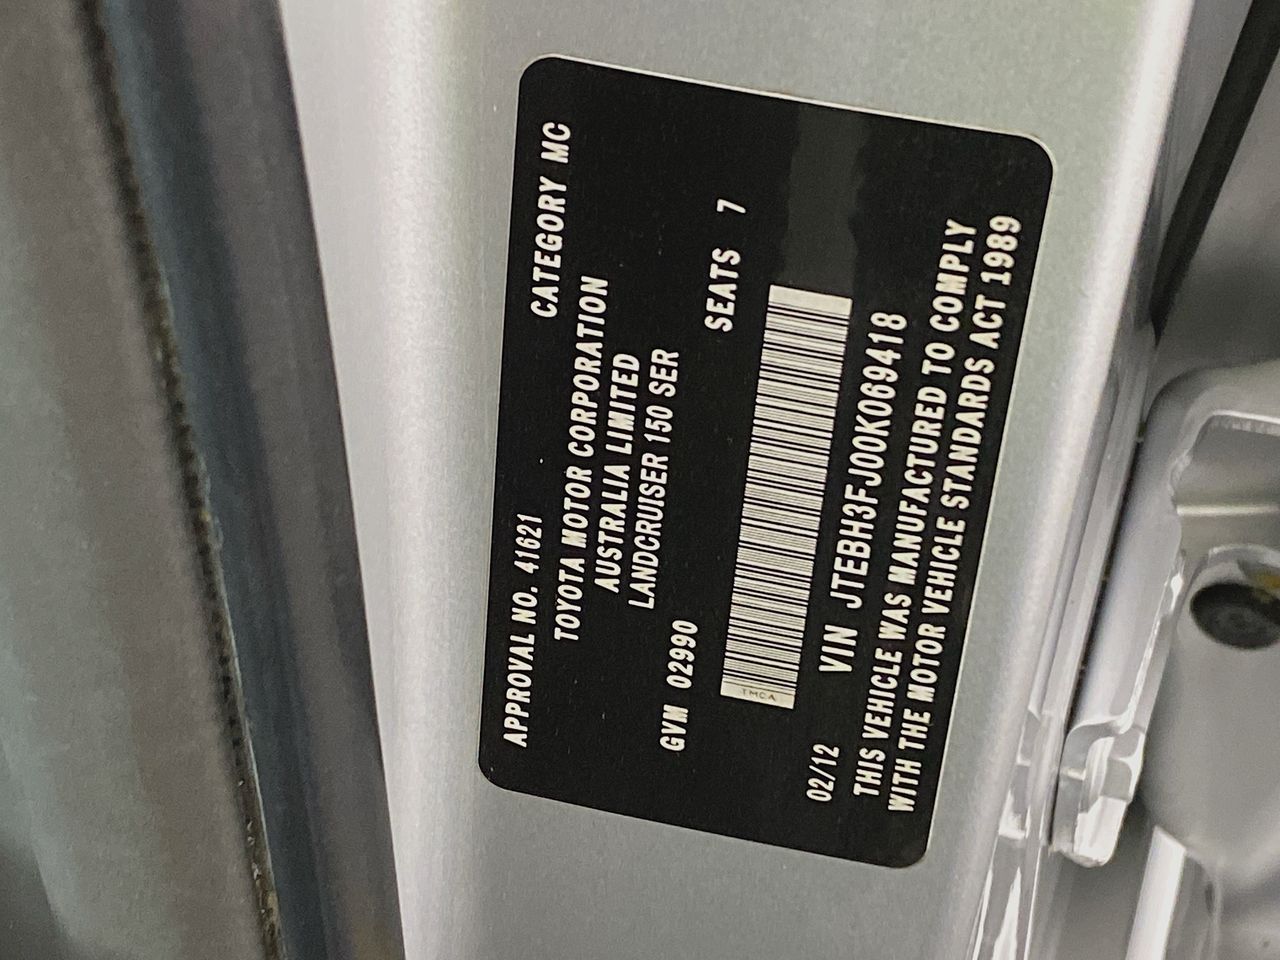 APPROVAL NO. 41621 CATEGORY MC
TOYOTA MOTOR CORPORATION
AUSTRALIA LIMITED
LANDCRUISER 150 SER
GVM 02990 SEATS 7
TMCA
02/12 VIN JTEBH3FJ00K069418
THIS VEHICLE WAS MANUFACTURED TO COMPLY
WITH THE MOTOR VEHICLE STANDARDS ACT 1989